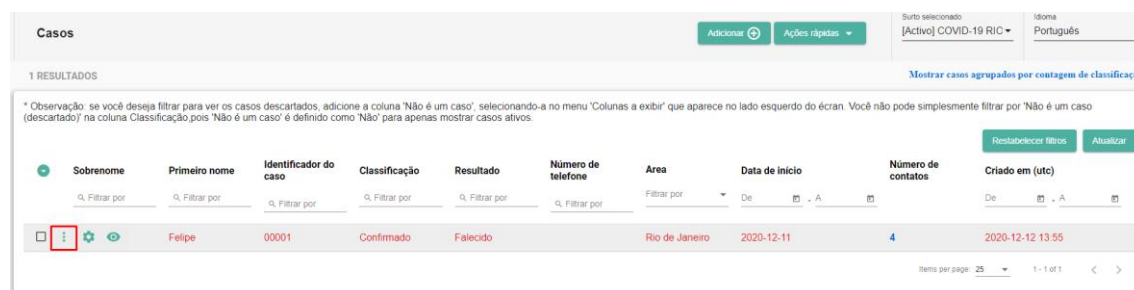 Surto selecionado Idioma
Casos Adicionar Ações rápidas [Activo] COVID-19 RIC Português
1 RESULTADOS Mostrar casos agrupados por contagem de classificaç
* Observação: se você deseja filtrar para ver os casos descartados, adicione a coluna 'Não é um caso', selecionando-a no menu 'Colunas a exibir' que aparece no lado esquerdo do écran. Você não pode simplesmente filtrar por 'Não é um caso
(descartado)' na coluna Classificação,pois 'Não é um caso' é definido como 'Não' para apenas mostrar casos ativos.
Restabelecer filtros Atualizar
Sobrenome Primeiro nome Identificador do caso Classificação Resultado Número de telefone Area Data de início Número de contatos Criado em (utc)
Filtrar por Filtrar por Filtrar por Filtrar por Filtrar por Filtrar por Filtrar por De - A De - A
Felipe 00001 Confirmado Falecido Rio de Janeiro 2020-12-11 4 2020-12-12 13:55
Items per page: 25 1 - 1 of 1